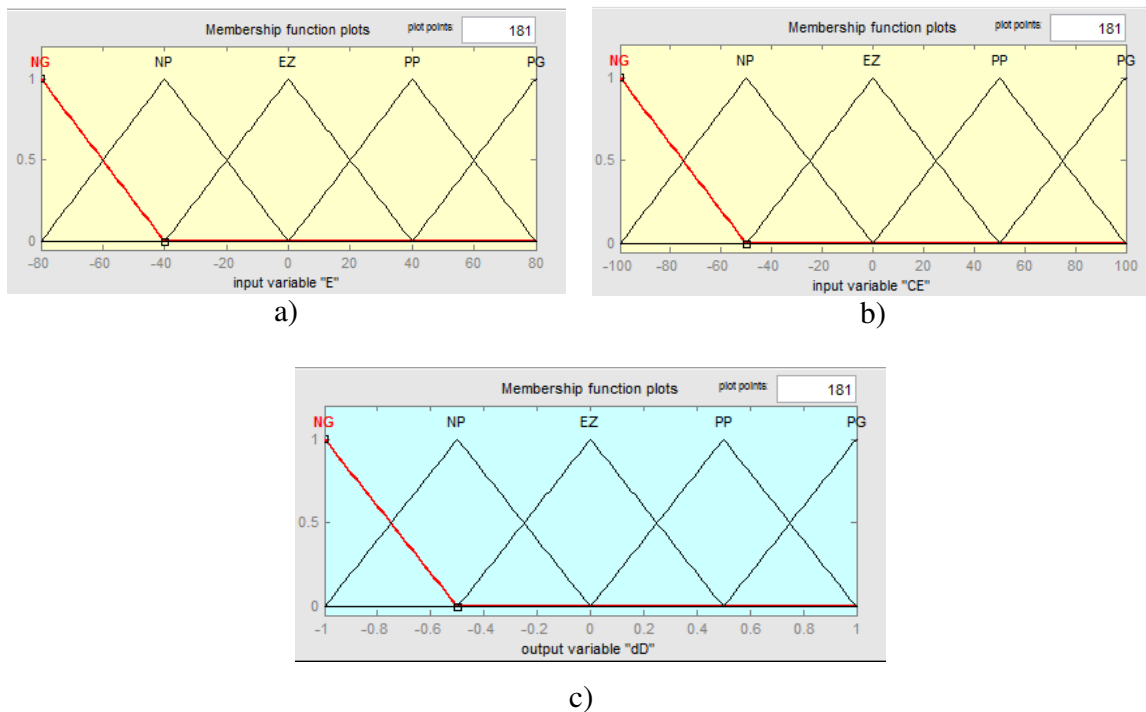 Membership function plots plot points: 181
NG NP EZ PP PG
1
0.5
0
-80 -60 -40 -20 0 20 40 60 80
input variable "E"
a)
Membership function plots plot points: 181
NG NP EZ PP PG
1
0.5
0
-100 -80 -60 -40 -20 0 20 40 60 80 100
input variable "CE"
b)
Membership function plots plot points: 181
NG NP EZ PP PG
1
0.5
0
-1 -0.8 -0.6 -0.4 -0.2 0 0.2 0.4 0.6 0.8 1
output variable "dD"
c)